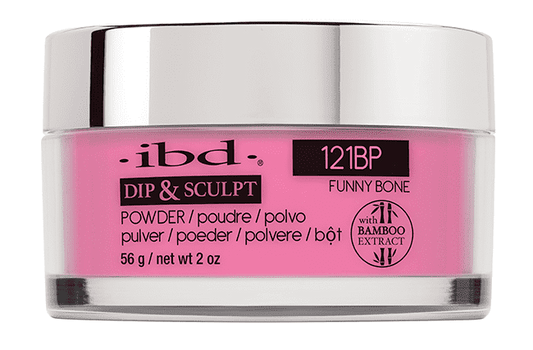 ·ibd·®
DIP & SCULPT
POWDER / poudre / polvo
pulver / poeder / polvere / bột
56 g / net wt 2 oz
121BP
FUNNY BONE
with
BAMBOO
EXTRACT